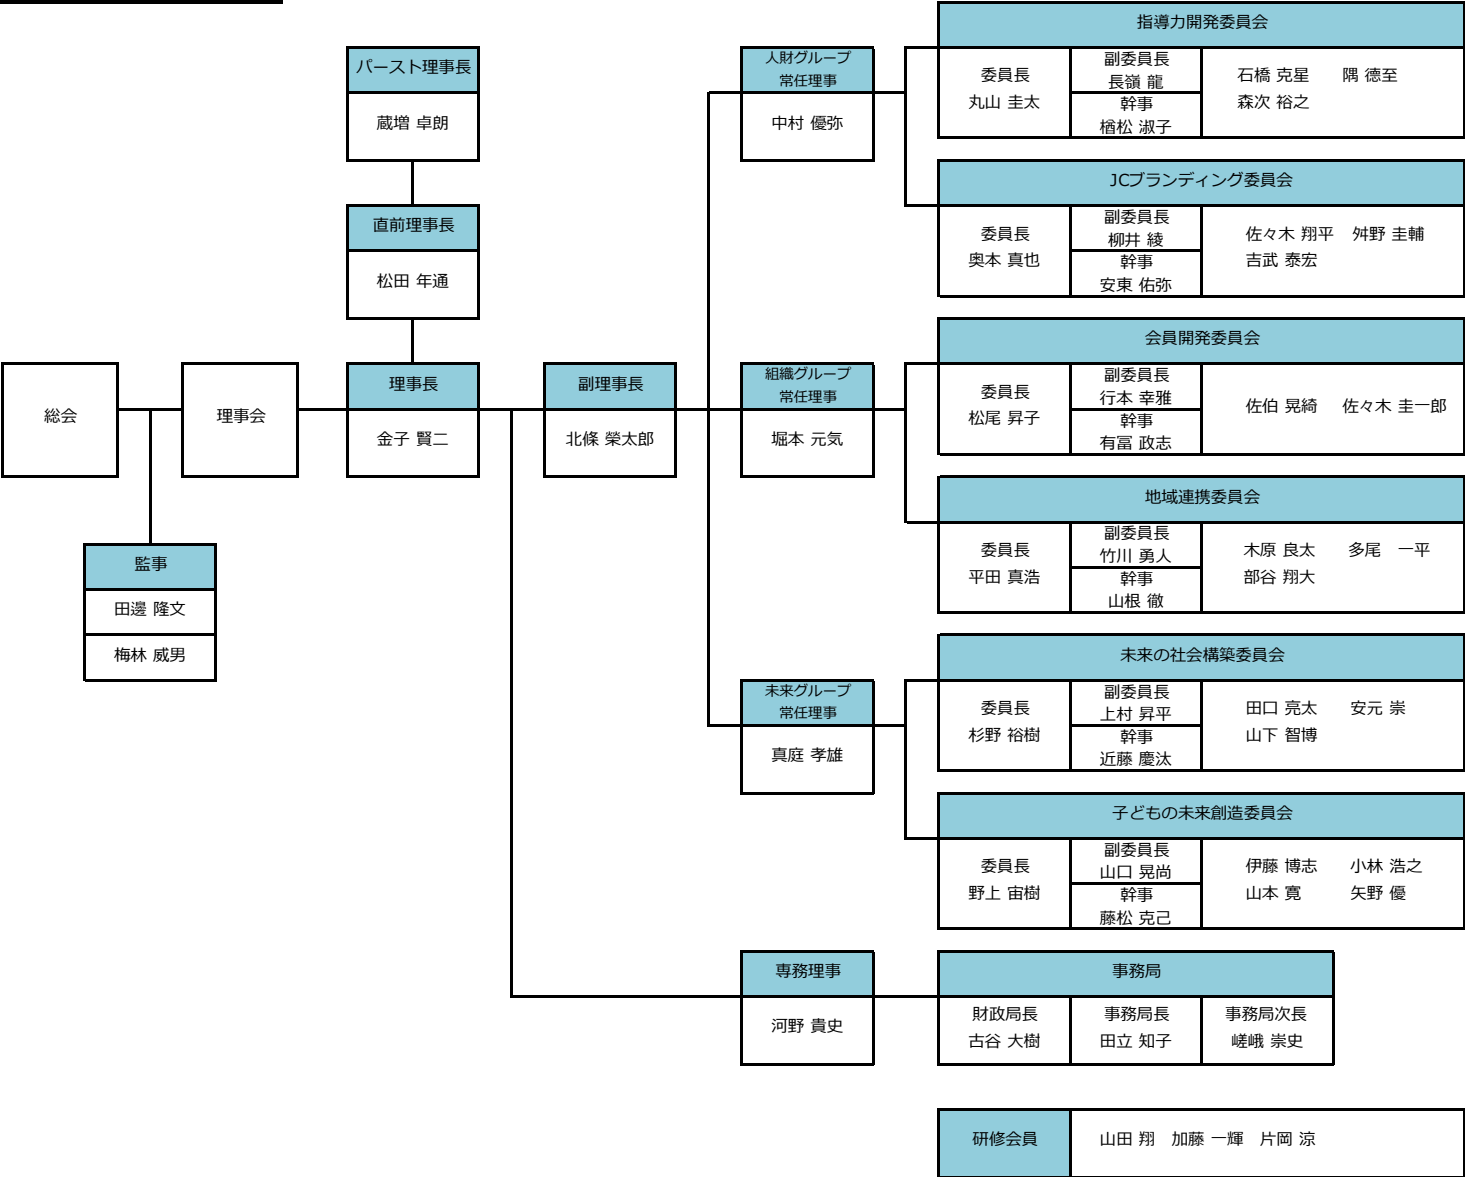 指導力開発委員会
委員長
丸山 圭太
副委員長
長嶺 龍
幹事
楢松 淑子
石橋 克星　隅 徳至
森次 裕之
パースト理事長
蔵増 卓朗
人財グループ
常任理事
中村 優弥
JCブランディング委員会
委員長
奥本 真也
副委員長
柳井 綾
幹事
安東 佑弥
佐々木 翔平　舛野 圭輔
吉武 泰宏
直前理事長
松田 年通
総会
理事会
理事長
金子 賢二
副理事長
北條 榮太郎
組織グループ
常任理事
堀本 元気
会員開発委員会
委員長
松尾 昇子
副委員長
行本 幸雅
幹事
有冨 政志
佐伯 晃綺　佐々木 圭一郎
地域連携委員会
委員長
平田 真浩
副委員長
竹川 勇人
幹事
山根 徹
木原 良太　多尾　一平
部谷 翔大
監事
田邊 隆文
梅林 威男
未来グループ
常任理事
真庭 孝雄
未来の社会構築委員会
委員長
杉野 裕樹
副委員長
上村 昇平
幹事
近藤 慶汰
田口 亮太　安元 崇
山下 智博
子どもの未来創造委員会
委員長
野上 宙樹
副委員長
山口 晃尚
幹事
藤松 克己
伊藤 博志　小林 浩之
山本 寛　矢野 優
専務理事
河野 貴史
事務局
財政局長
古谷 大樹
事務局長
田立 知子
事務局次長
嵯峨 崇史
研修会員
山田 翔　加藤 一輝　片岡 涼